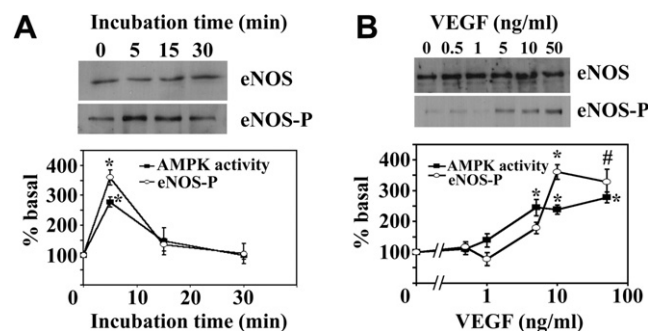 A
Incubation time (min)
0 5 15 30
eNOS
eNOS-P
% basal
400
300
200
100
*
*
AMPK activity
eNOS-P
0 10 20 30
Incubation time (min)
B
VEGF (ng/ml)
0 0.5 1 5 10 50
eNOS
eNOS-P
% basal
400
300
200
100
AMPK activity
eNOS-P
* #
* * *
0 1 10 100
VEGF (ng/ml)